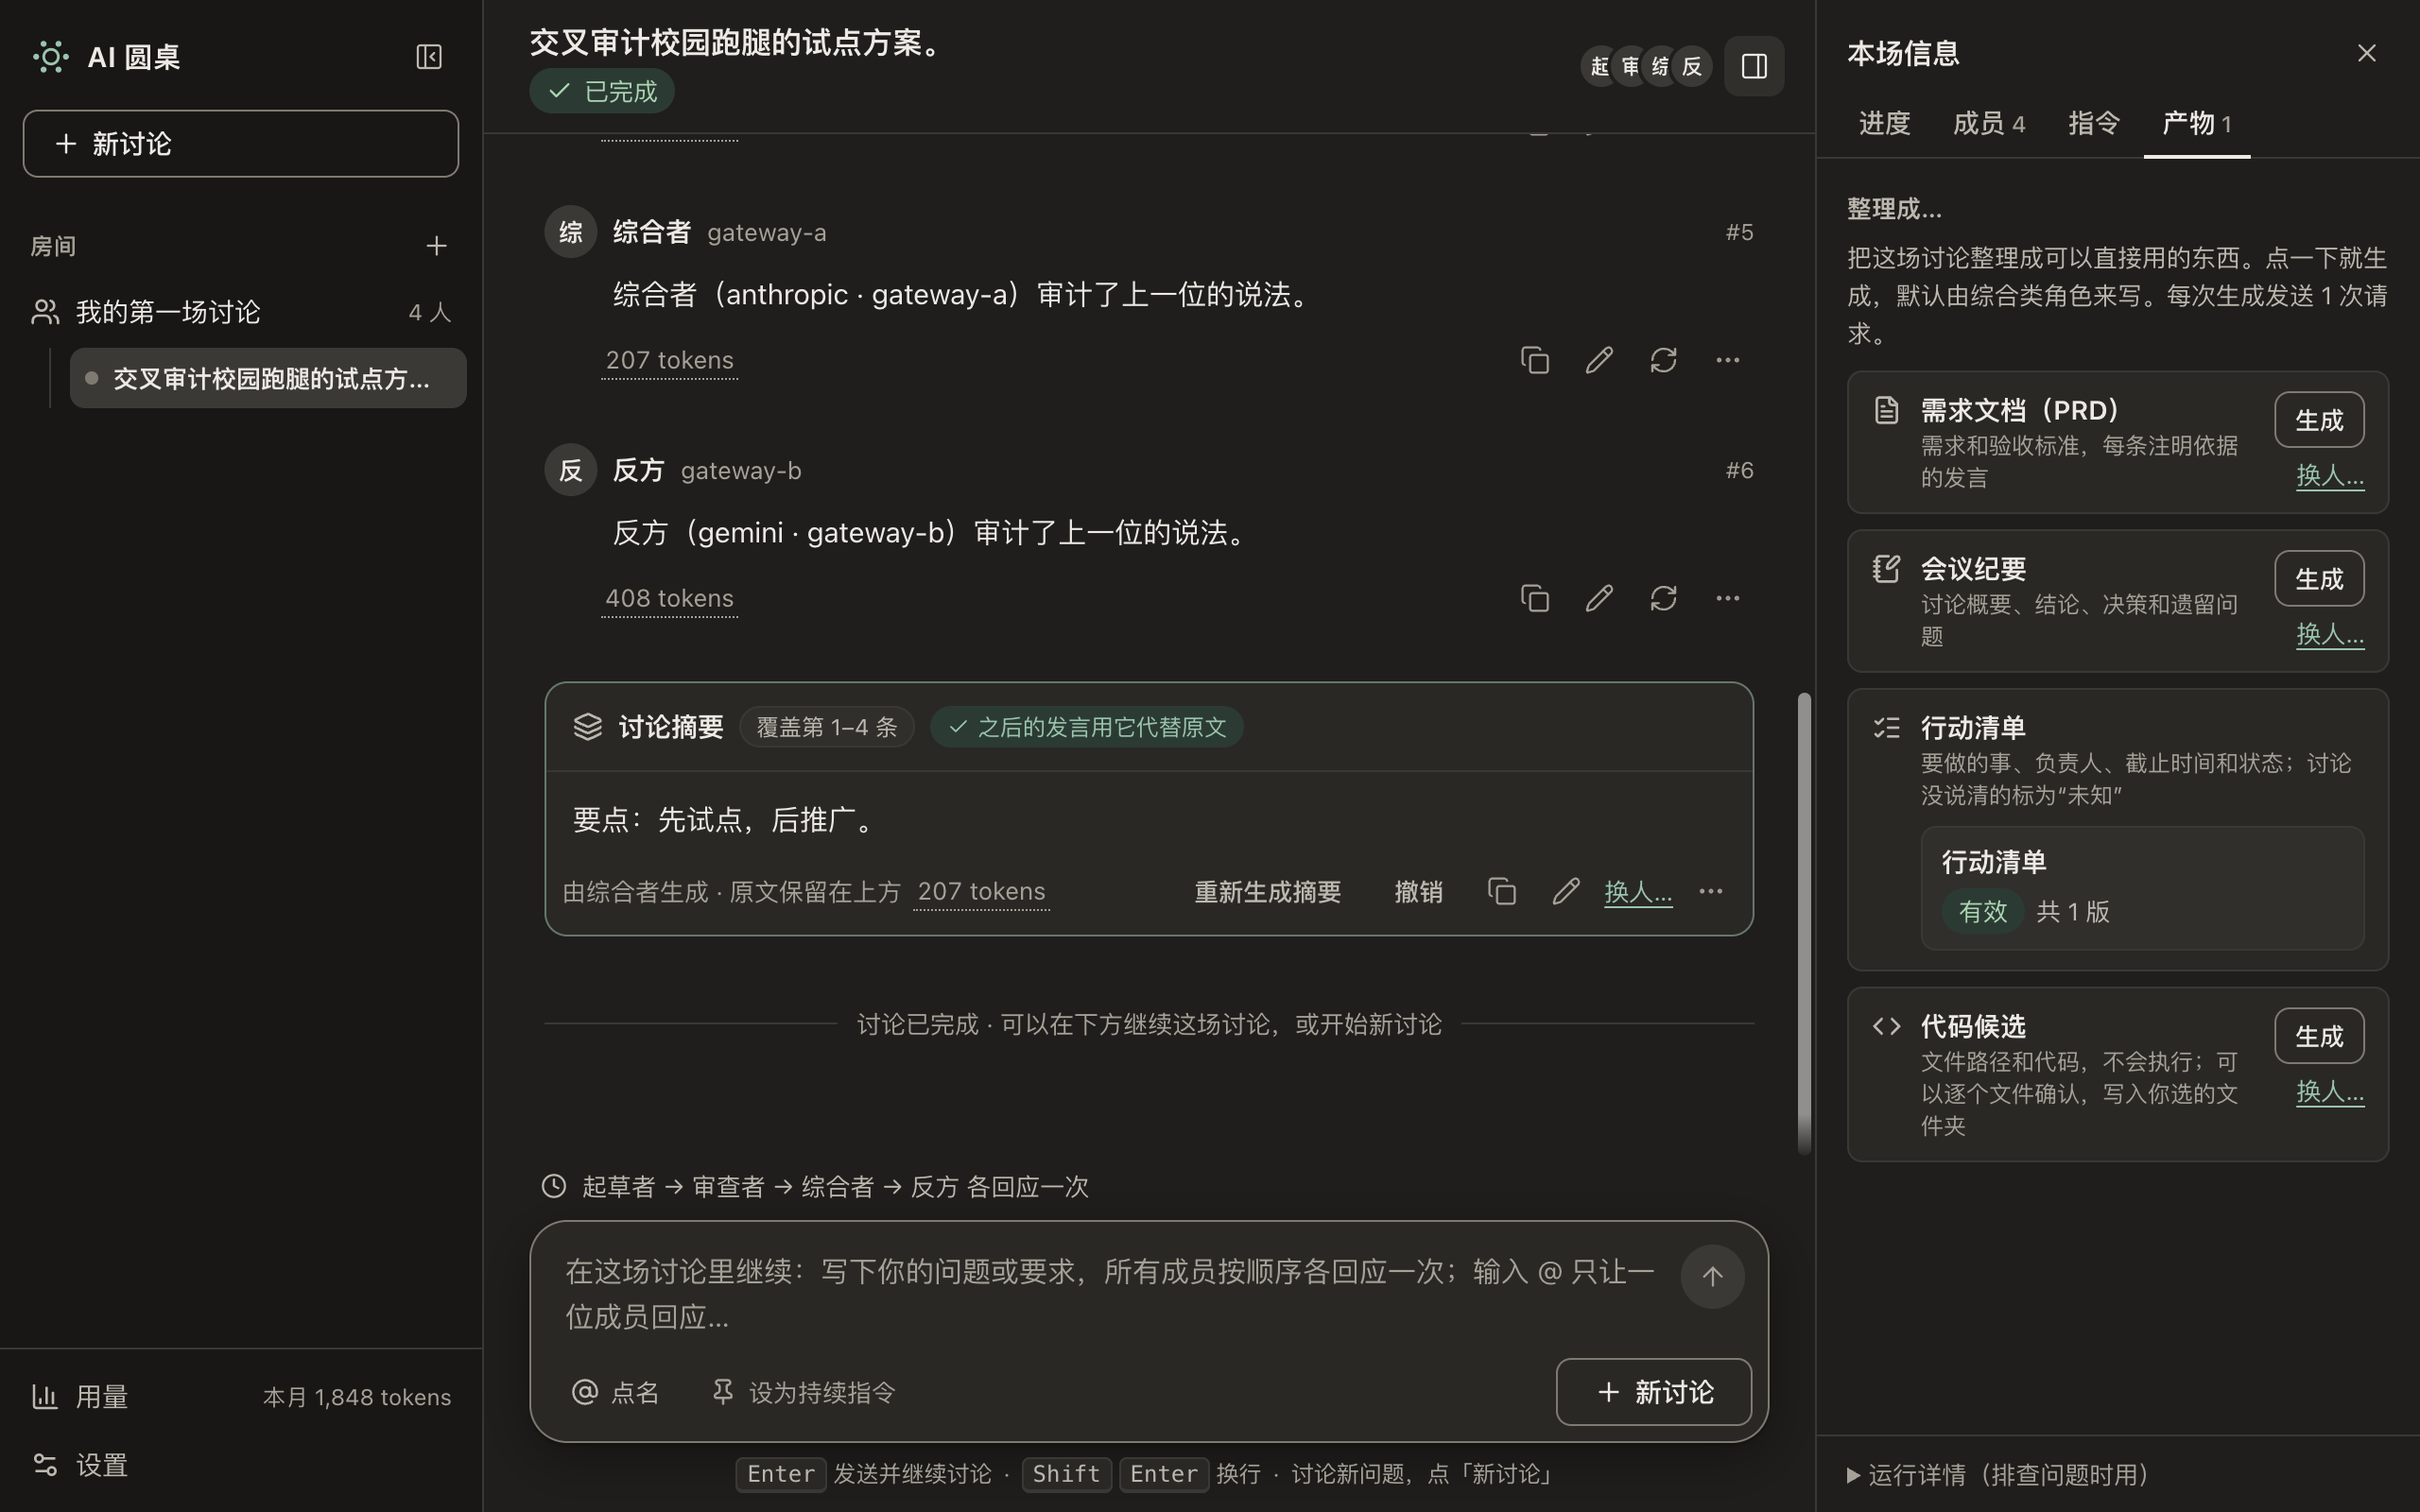 AI 圆桌
新讨论
房间
我的第一场讨论 4 人
交叉审计校园跑腿的试点方...
用量 本月 1,848 tokens
设置
交叉审计校园跑腿的试点方案。
已完成
起 审 综 反
综 综合者 gateway-a #5
综合者（anthropic · gateway-a）审计了上一位的说法。
207 tokens
反 反方 gateway-b #6
反方（gemini · gateway-b）审计了上一位的说法。
408 tokens
讨论摘要 覆盖第 1–4 条 之后的发言用它代替原文
要点：先试点，后推广。
由综合者生成 · 原文保留在上方 207 tokens 重新生成摘要 撤销 换人...
讨论已完成 · 可以在下方继续这场讨论，或开始新讨论
起草者 → 审查者 → 综合者 → 反方 各回应一次
在这场讨论里继续：写下你的问题或要求，所有成员按顺序各回应一次；输入 @ 只让一
位成员回应...
点名 设为持续指令 新讨论
Enter 发送并继续讨论 · Shift Enter 换行 · 讨论新问题，点「新讨论」
本场信息
进度 成员 4 指令 产物 1
整理成...
把这场讨论整理成可以直接用的东西。点一下就生
成，默认由综合类角色来写。每次生成发送 1 次请
求。
需求文档（PRD） 生成
需求和验收标准，每条注明依据
的发言 换人...
会议纪要 生成
讨论概要、结论、决策和遗留问
题 换人...
行动清单
要做的事、负责人、截止时间和状态；讨论
没说清的标为“未知”
行动清单
有效 共 1 版
代码候选 生成
文件路径和代码，不会执行；可
以逐个文件确认，写入你选的文 换人...
件夹
运行详情（排查问题时用）